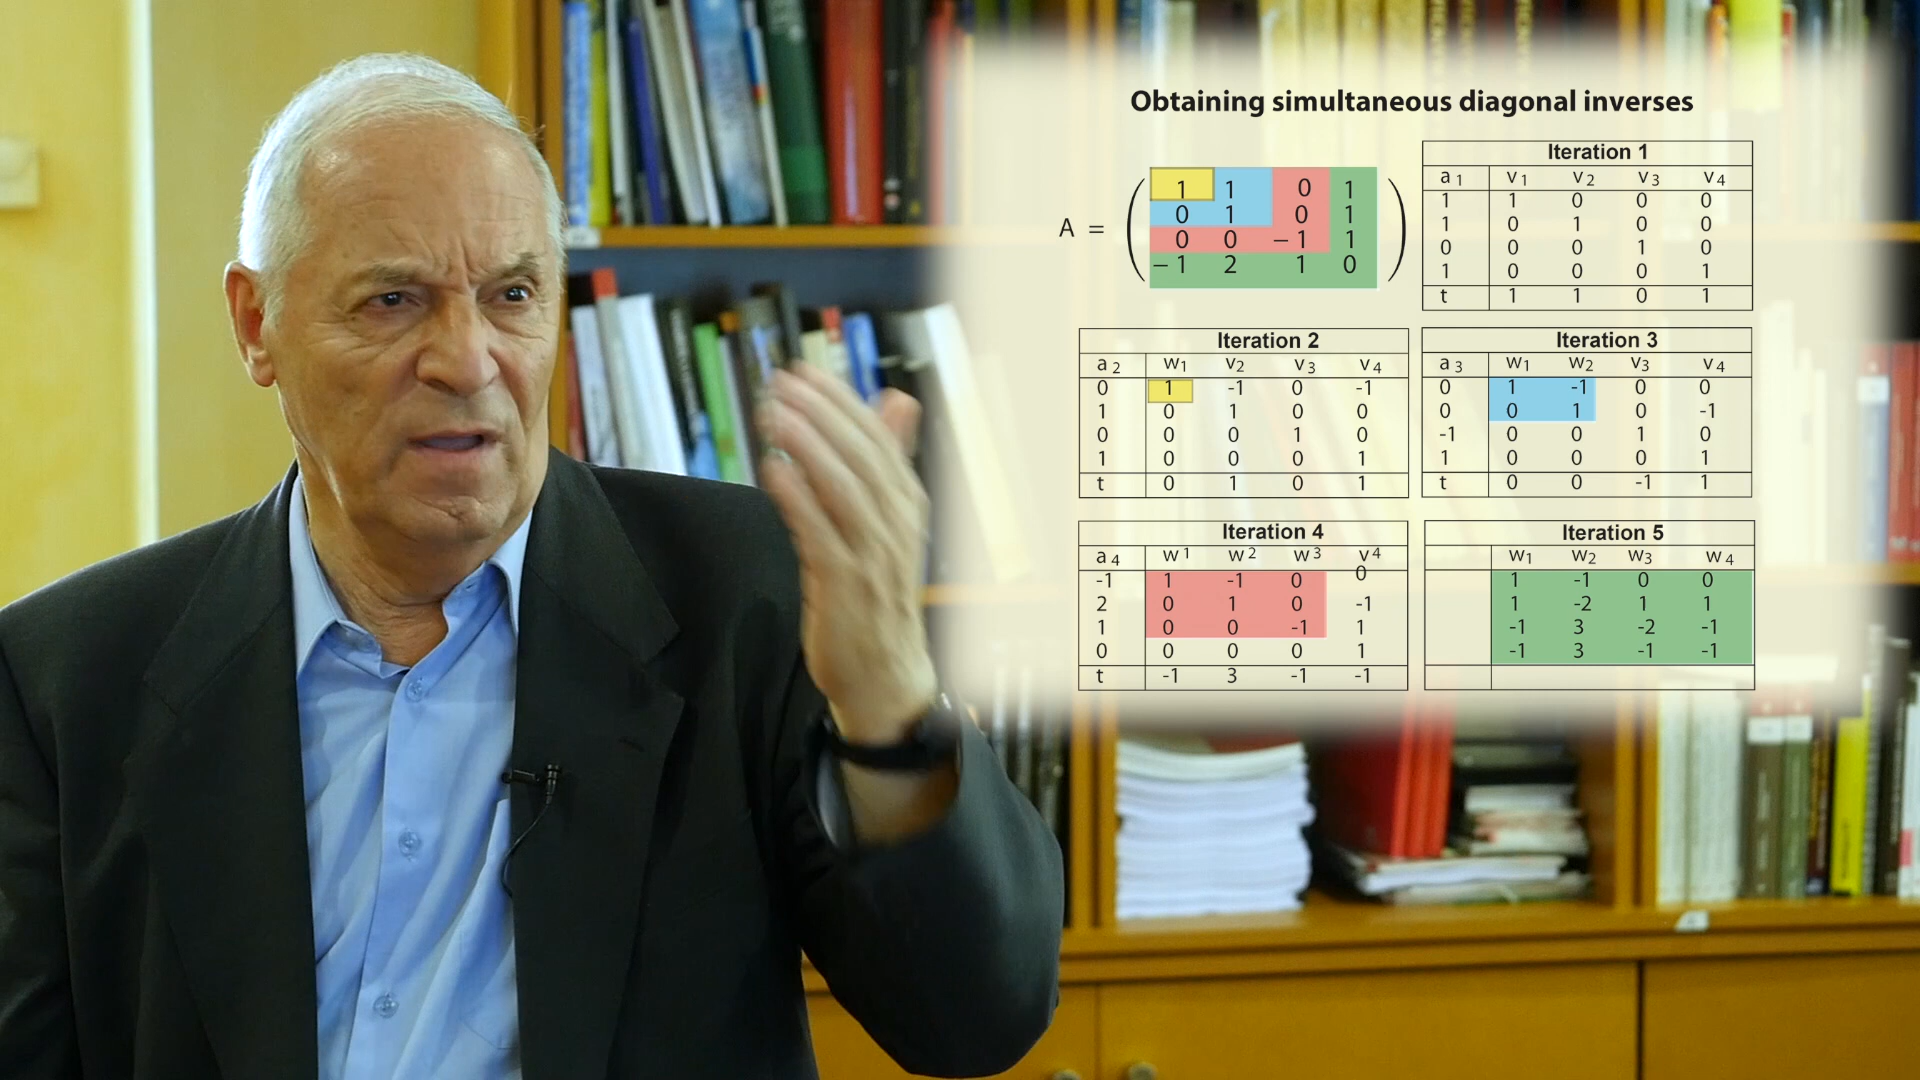 Obtaining simultaneous diagonal inverses
A =
1 1 0 1
0 1 0 1
0 0 −1 1
−1 2 1 0
Iteration 1
a1 v1 v2 v3 v4
1 1 0 0 0
1 0 1 0 0
0 0 0 1 0
1 0 0 0 1
t 1 1 0 1
Iteration 2
a2 w1 v2 v3 v4
0 1 -1 0 -1
1 0 1 0 0
0 0 0 1 0
1 0 0 0 1
t 0 1 0 1
Iteration 3
a3 w1 w2 v3 v4
0 1 -1 0 0
0 0 1 0 -1
-1 0 0 1 0
1 0 0 0 1
t 0 0 -1 1
Iteration 4
a4 w1 w2 w3 v4
-1 1 -1 0 0
2 0 1 0 -1
1 0 0 -1 1
0 0 0 0 1
t -1 3 -1 -1
Iteration 5
w1 w2 w3 w4
1 -1 0 0
1 -2 1 1
-1 3 -2 -1
-1 3 -1 -1